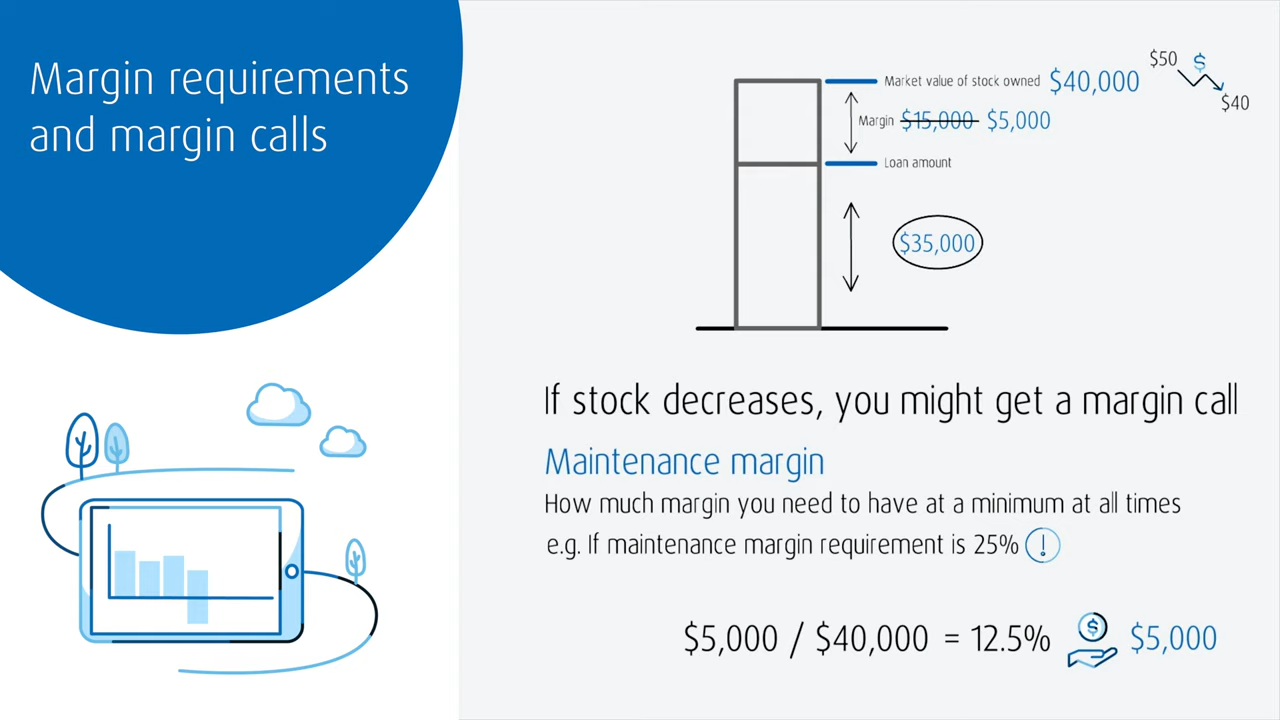 Margin requirements
and margin calls
Market value of stock owned $40,000
$50 $
$40
Margin $15,000 $5,000
Loan amount
$35,000
If stock decreases, you might get a margin call
Maintenance margin
How much margin you need to have at a minimum at all times
e.g. If maintenance margin requirement is 25% !
$5,000 / $40,000 = 12.5% $ $5,000